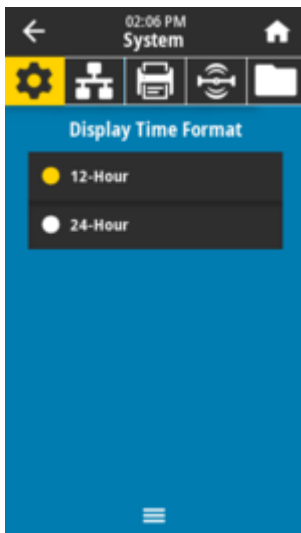 02:06 PM
System
Display Time Format
12-Hour
24-Hour